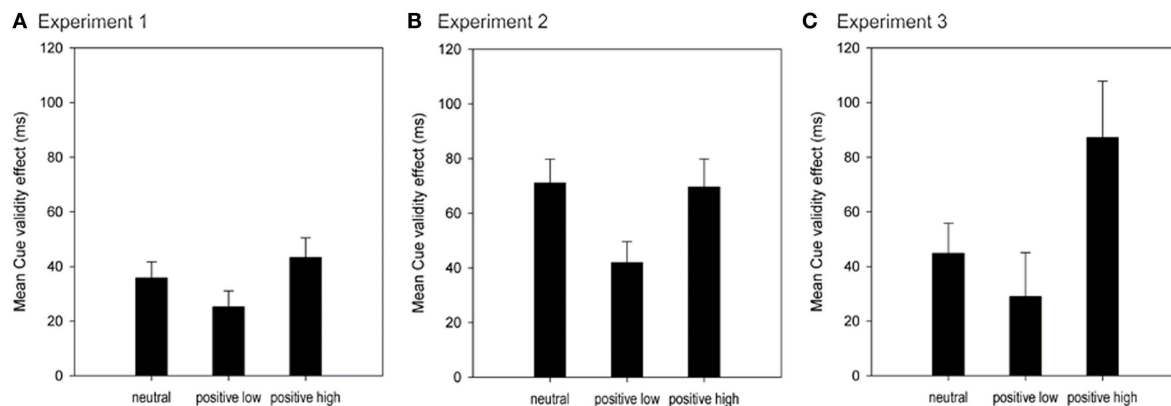 A Experiment 1
Mean Cue validity effect (ms)
120
100
80
60
40
20
0
neutral positive low positive high
B Experiment 2
Mean Cue validity effect (ms)
120
100
80
60
40
20
0
neutral positive low positive high
C Experiment 3
Mean Cue validity effect (ms)
120
100
80
60
40
20
0
neutral positive low positive high